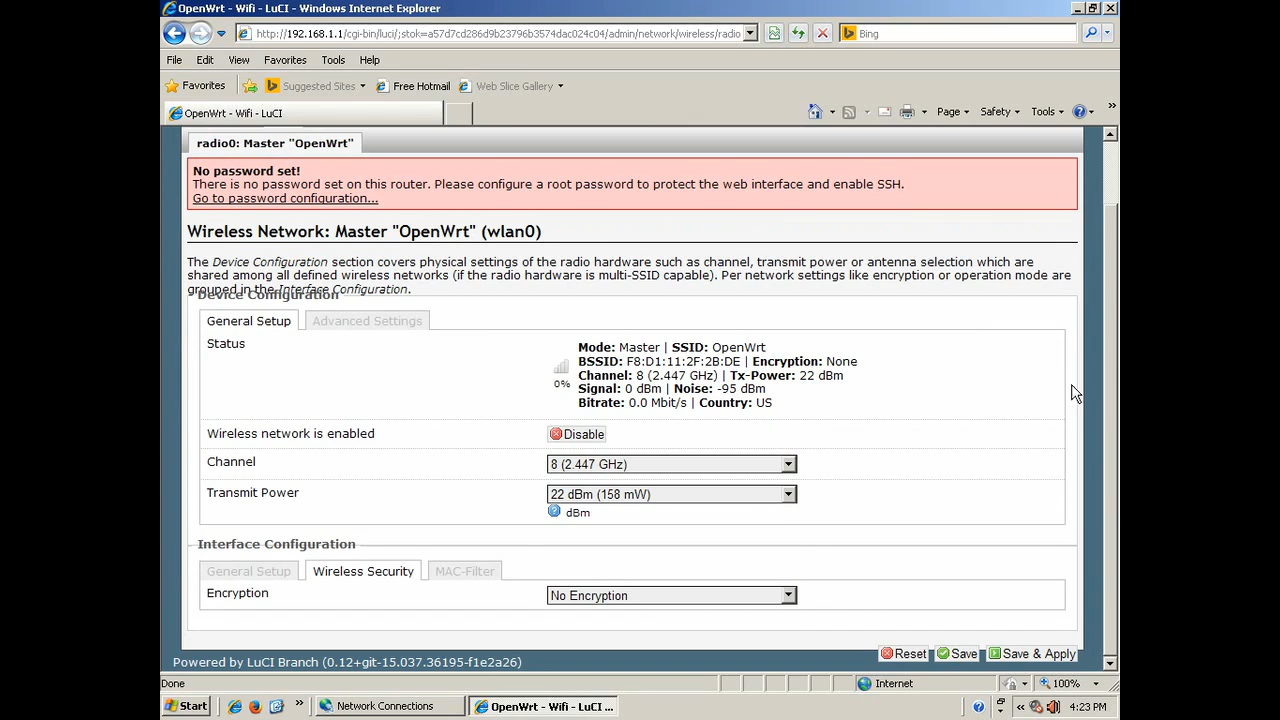 OpenWrt - Wifi - LuCI - Windows Internet Explorer
http://192.168.1.1/cgi-bin/luci/;stok=a57d7cd286d9b23796b3574dac024c04/admin/network/wireless/radio
Bing
File Edit View Favorites Tools Help
Favorites Suggested Sites Free Hotmail Web Slice Gallery
OpenWrt - Wifi - LuCI
Page Safety Tools »
radio0: Master "OpenWrt"
No password set!
There is no password set on this router. Please configure a root password to protect the web interface and enable SSH.
Go to password configuration...
Wireless Network: Master "OpenWrt" (wlan0)
The Device Configuration section covers physical settings of the radio hardware such as channel, transmit power or antenna selection which are
shared among all defined wireless networks (if the radio hardware is multi-SSID capable). Per network settings like encryption or operation mode are
grouped in the Interface Configuration.
Device Configuration
General Setup Advanced Settings
Status
Mode: Master | SSID: OpenWrt
BSSID: F8:D1:11:2F:2B:DE | Encryption: None
Channel: 8 (2.447 GHz) | Tx-Power: 22 dBm
0%
Signal: 0 dBm | Noise: -95 dBm
Bitrate: 0.0 Mbit/s | Country: US
Wireless network is enabled Disable
Channel 8 (2.447 GHz)
Transmit Power 22 dBm (158 mW)
dBm
Interface Configuration
General Setup Wireless Security MAC-Filter
Encryption No Encryption
Reset Save Save & Apply
Powered by LuCI Branch (0.12+git-15.037.36195-f1e2a26)
Done Internet 100%
Start » Network Connections OpenWrt - Wifi - LuCI ... « 4:23 PM